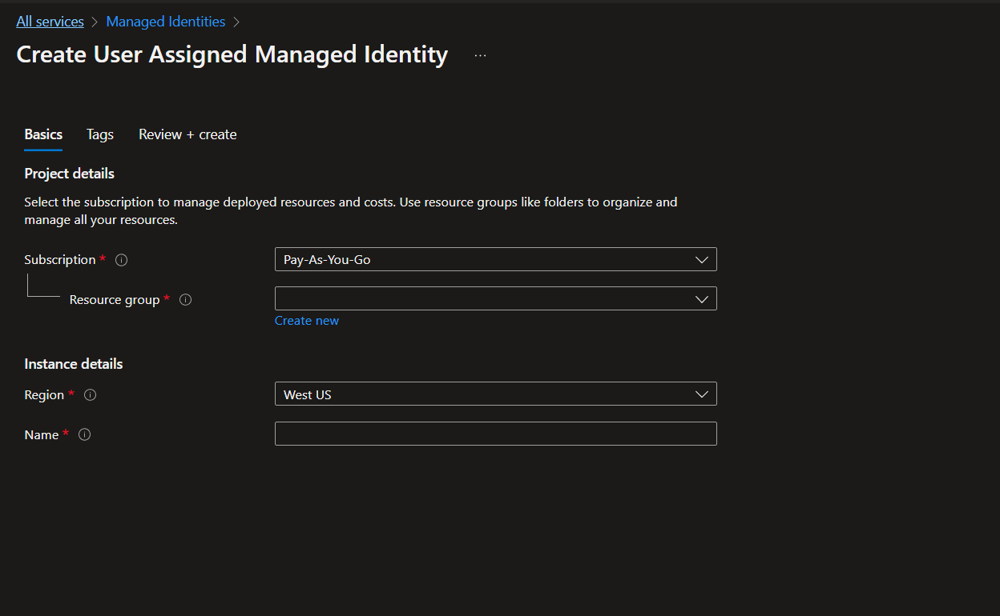 All services > Managed Identities >
Create User Assigned Managed Identity ...
Basics Tags Review + create
Project details
Select the subscription to manage deployed resources and costs. Use resource groups like folders to organize and
manage all your resources.
Subscription * Pay-As-You-Go
Resource group *
Create new
Instance details
Region * West US
Name *